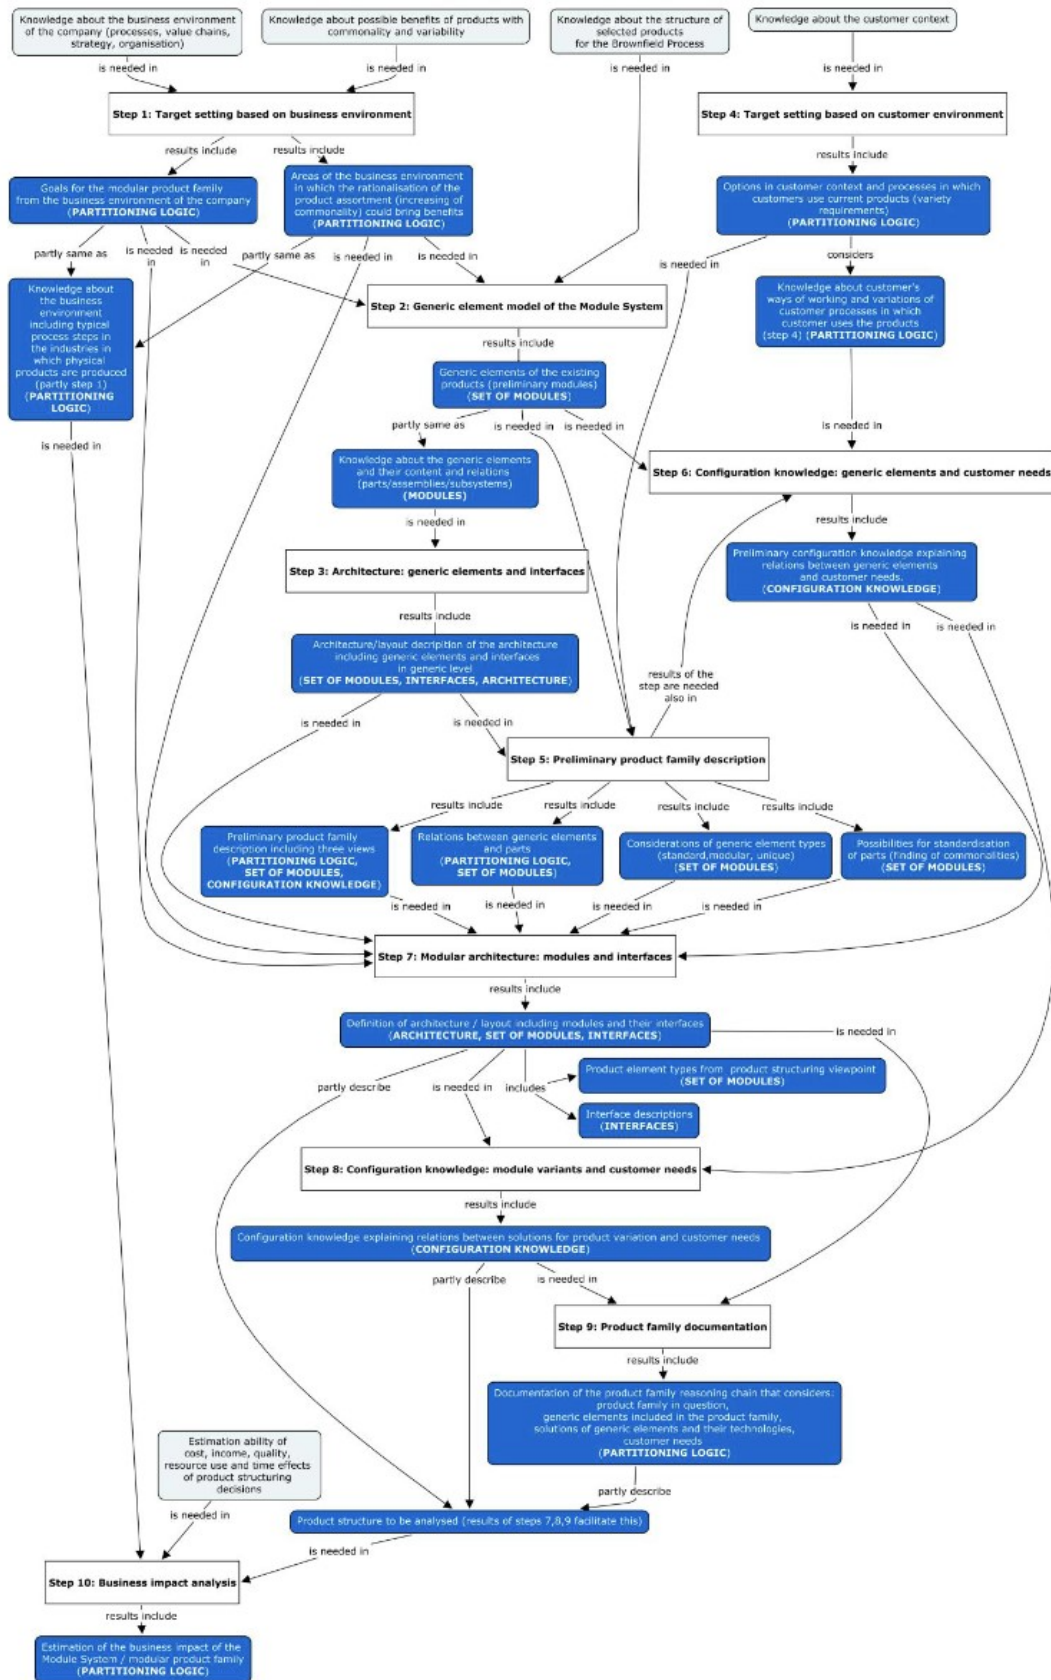 Knowledge about the business environment
of the company (processes, value chains,
strategy, organisation)
Knowledge about possible benefits of products with
commonality and variability
Knowledge about the structure of
selected products
for the Brownfield Process
Knowledge about the customer context
is needed in
is needed in
is needed in
is needed in
Step 1: Target setting based on business environment
Step 4: Target setting based on customer environment
results include
results include
results include
Goals for the modular product family
from the business environment of the company
(PARTITIONING LOGIC)
Areas of the business environment
in which the rationalisation of the
product assortment (increasing of
commonality) could bring benefits
(PARTITIONING LOGIC)
Options in customer context and processes in which
customers use current products (variety
requirements)
(PARTITIONING LOGIC)
partly same as
is needed
in
is needed
in
partly same as
is needed in
is needed in
is needed in
considers
Knowledge about
the business
environment
including typical
process steps in
the industries in
which physical
products are produced
(partly step 1)
(PARTITIONING
LOGIC)
Step 2: Generic element model of the Module System
Knowledge about customer's
ways of working and variations of
customer processes in which
customer uses the products
(step 4) (PARTITIONING LOGIC)
results include
Generic elements of the existing
products (preliminary modules)
(SET OF MODULES)
partly same as
is needed in
is needed in
is needed in
is needed in
Knowledge about the generic elements
and their content and relations
(parts/assemblies/subsystems)
(MODULES)
Step 6: Configuration knowledge: generic elements and customer needs
is needed in
results include
Step 3: Architecture: generic elements and interfaces
Preliminary configuration knowledge explaining
relations between generic elements
and customer needs.
(CONFIGURATION KNOWLEDGE)
results include
is needed in
is needed in
Architecture/layout decription of the architecture
including generic elements and interfaces
in generic level
(SET OF MODULES, INTERFACES, ARCHITECTURE)
results of the
step are needed
also in
is needed in
is needed in
Step 5: Preliminary product family description
results include
results include
results include
results include
Preliminary product family
description including three views
(PARTITIONING LOGIC,
SET OF MODULES,
CONFIGURATION KNOWLEDGE)
Relations between generic elements
and parts
(PARTITIONING LOGIC,
SET OF MODULES)
Considerations of generic element types
(standard,modular, unique)
(SET OF MODULES)
Possibilities for standardisation
of parts (finding of commonalities)
(SET OF MODULES)
is needed in
is needed in
is needed in
is needed in
Step 7: Modular architecture: modules and interfaces
results include
Definition of architecture / layout including modules and their interfaces
(ARCHITECTURE, SET OF MODULES, INTERFACES)
is needed in
partly describe
is needed in
includes
Product element types from product structuring viewpoint
(SET OF MODULES)
Interface descriptions
(INTERFACES)
Step 8: Configuration knowledge: module variants and customer needs
results include
Configuration knowledge explaining relations between solutions for product variation and customer needs
(CONFIGURATION KNOWLEDGE)
partly describe
is needed in
Step 9: Product family documentation
results include
Documentation of the product family reasoning chain that considers:
product family in question,
generic elements included in the product family,
solutions of generic elements and their technologies,
customer needs
(PARTITIONING LOGIC)
Estimation ability of
cost, income, quality,
resource use and time effects
of product structuring
decisions
partly describe
is needed in
Product structure to be analysed (results of steps 7,8,9 facilitate this)
is needed in
Step 10: Business impact analysis
results include
Estimation of the business impact of the
Module System / modular product family
(PARTITIONING LOGIC)